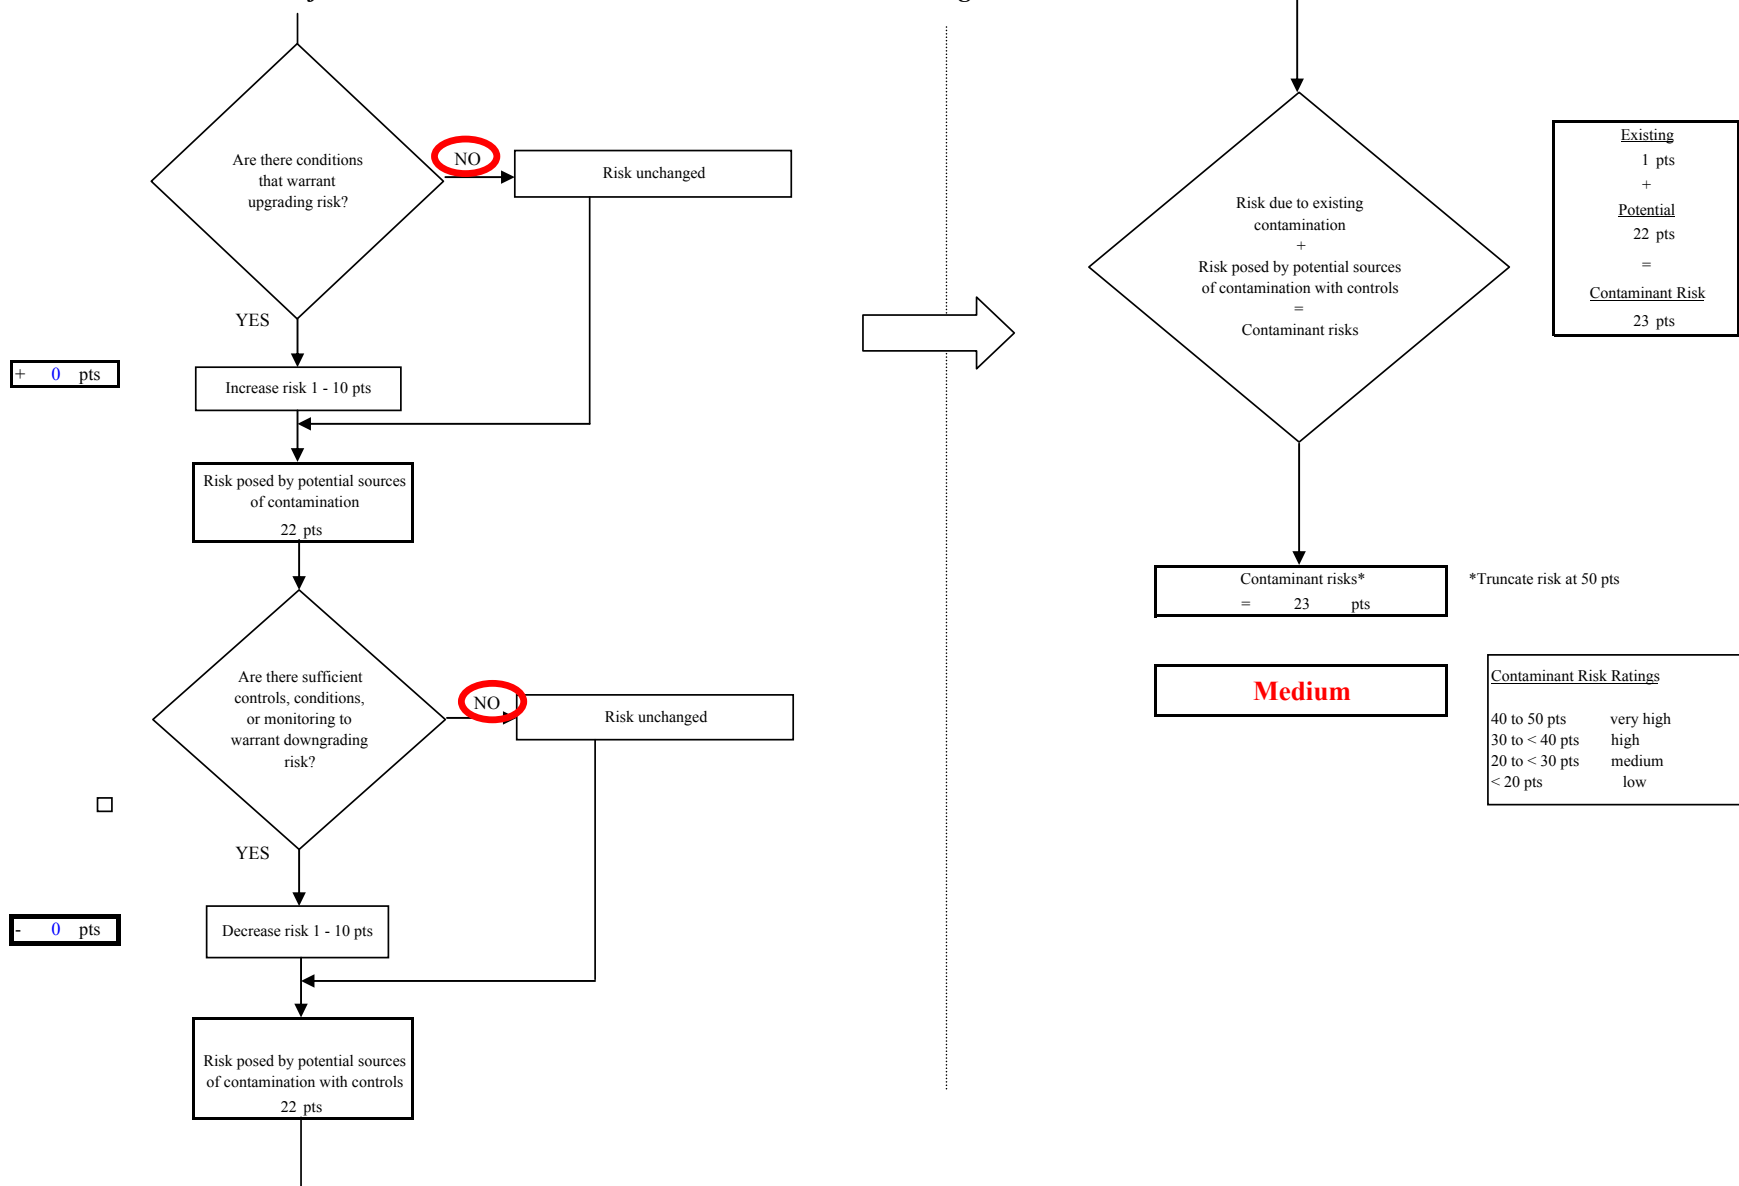 Are there conditions
that warrant
upgrading risk?
NO
Risk unchanged
YES
+ 0 pts
Increase risk 1 - 10 pts
Risk posed by potential sources
of contamination
22 pts
Are there sufficient
controls, conditions,
or monitoring to
warrant downgrading
risk?
NO
Risk unchanged
YES
- 0 pts
Decrease risk 1 - 10 pts
Risk posed by potential sources
of contamination with controls
22 pts
Risk due to existing
contamination
+
Risk posed by potential sources
of contamination with controls
=
Contaminant risks
Existing
1 pts
+
Potential
22 pts
=
Contaminant Risk
23 pts
Contaminant risks*
= 23 pts
*Truncate risk at 50 pts
Medium
Contaminant Risk Ratings
40 to 50 pts very high
30 to < 40 pts high
20 to < 30 pts medium
< 20 pts low